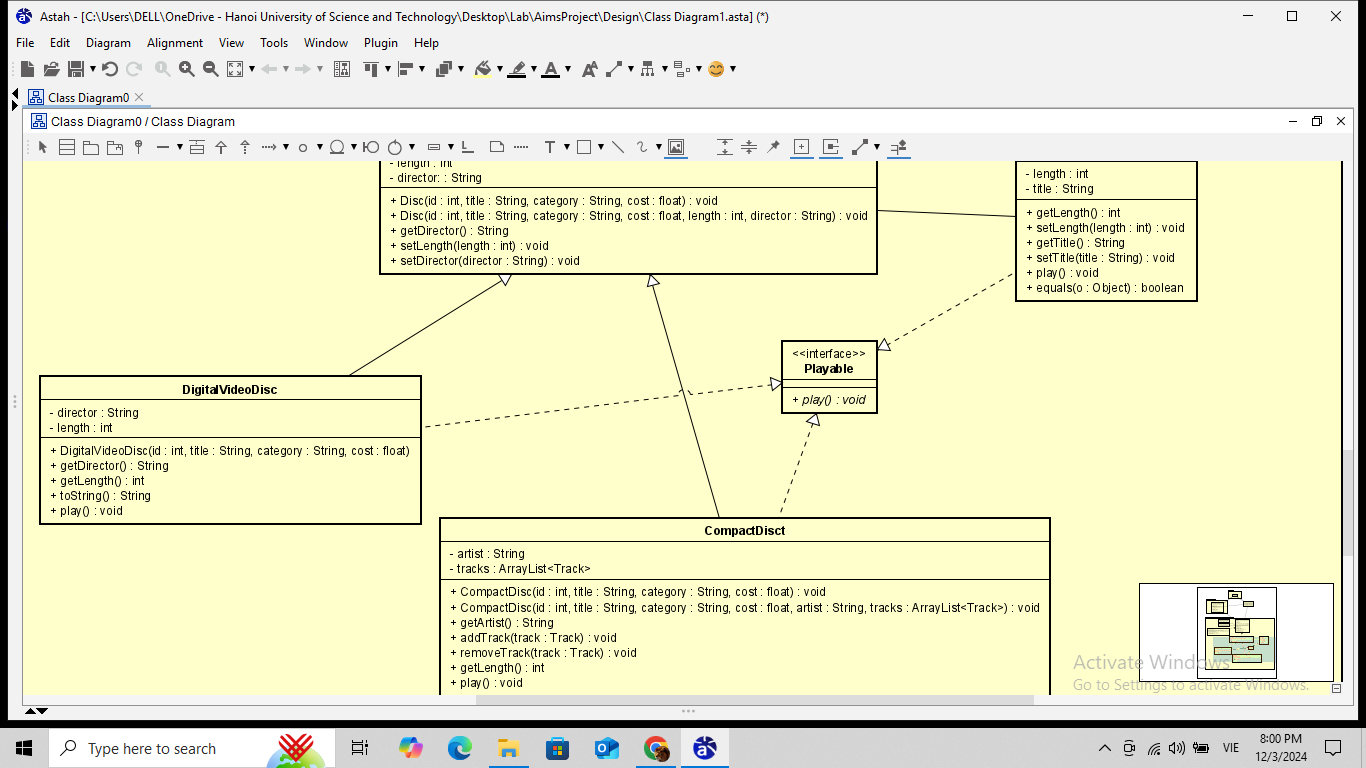 Astah - [C:\Users\DELL\OneDrive - Hanoi University of Science and Technology\Desktop\Lab\AimsProject\Design\Class Diagram1.asta] (*)
File Edit Diagram Alignment View Tools Window Plugin Help
Class Diagram0
Class Diagram0 / Class Diagram
- length : int
- director: : String
+ Disc(id : int, title : String, category : String, cost : float) : void
+ Disc(id : int, title : String, category : String, cost : float, length : int, director : String) : void
+ getDirector() : String
+ setLength(length : int) : void
+ setDirector(director : String) : void
- length : int
- title : String
+ getLength() : int
+ setLength(length : int) : void
+ getTitle() : String
+ setTitle(title : String) : void
+ play() : void
+ equals(o : Object) : boolean
<<interface>>
Playable
+ play() : void
DigitalVideoDisc
- director : String
- length : int
+ DigitalVideoDisc(id : int, title : String, category : String, cost : float)
+ getDirector() : String
+ getLength() : int
+ toString() : String
+ play() : void
CompactDisct
- artist : String
- tracks : ArrayList<Track>
+ CompactDisc(id : int, title : String, category : String, cost : float) : void
+ CompactDisc(id : int, title : String, category : String, cost : float, artist : String, tracks : ArrayList<Track>) : void
+ getArtist() : String
+ addTrack(track : Track) : void
+ removeTrack(track : Track) : void
+ getLength() : int
+ play() : void
Activate Windows
Go to Settings to activate Windows.
Type here to search
VIE
8:00 PM
12/3/2024